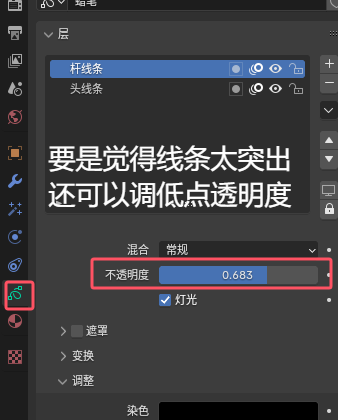 蜡笔
层
杆线条
头线条
要是觉得线条太突出
还可以调低点透明度
混合 常规
不透明度 0.683
灯光
遮罩
变换
调整
染色